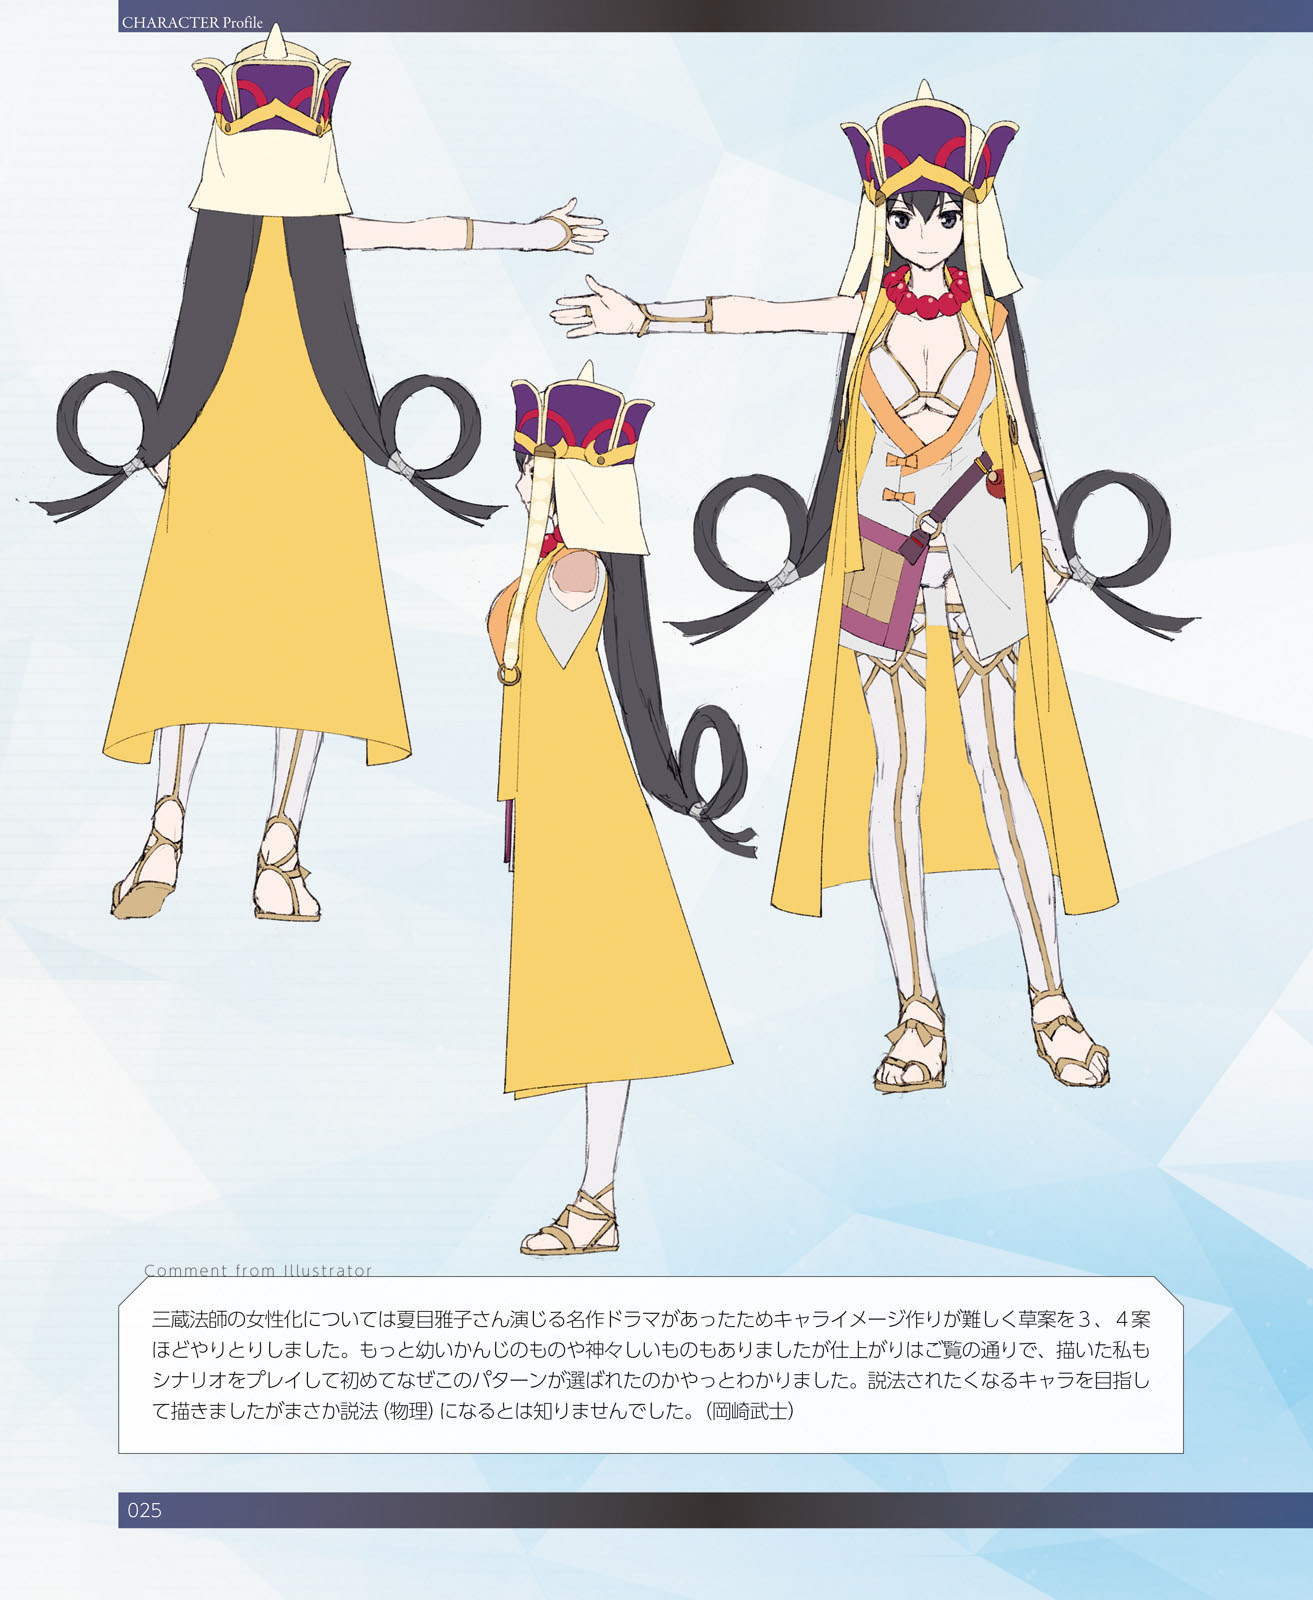 CHARACTER Profile
Comment from Illustrator
三蔵法師の女性化については夏目雅子さん演じる名作ドラマがあったためキャライメージ作りが難しく草案を３、４案
ほどやりとりしました。もっと幼いかんじのものや神々しいものもありましたが仕上がりはご覧の通りで、描いた私も
シナリオをプレイして初めてなぜこのパターンが選ばれたのかやっとわかりました。説法されたくなるキャラを目指し
て描きましたがまさか説法（物理）になるとは知りませんでした。（岡崎武士）
025